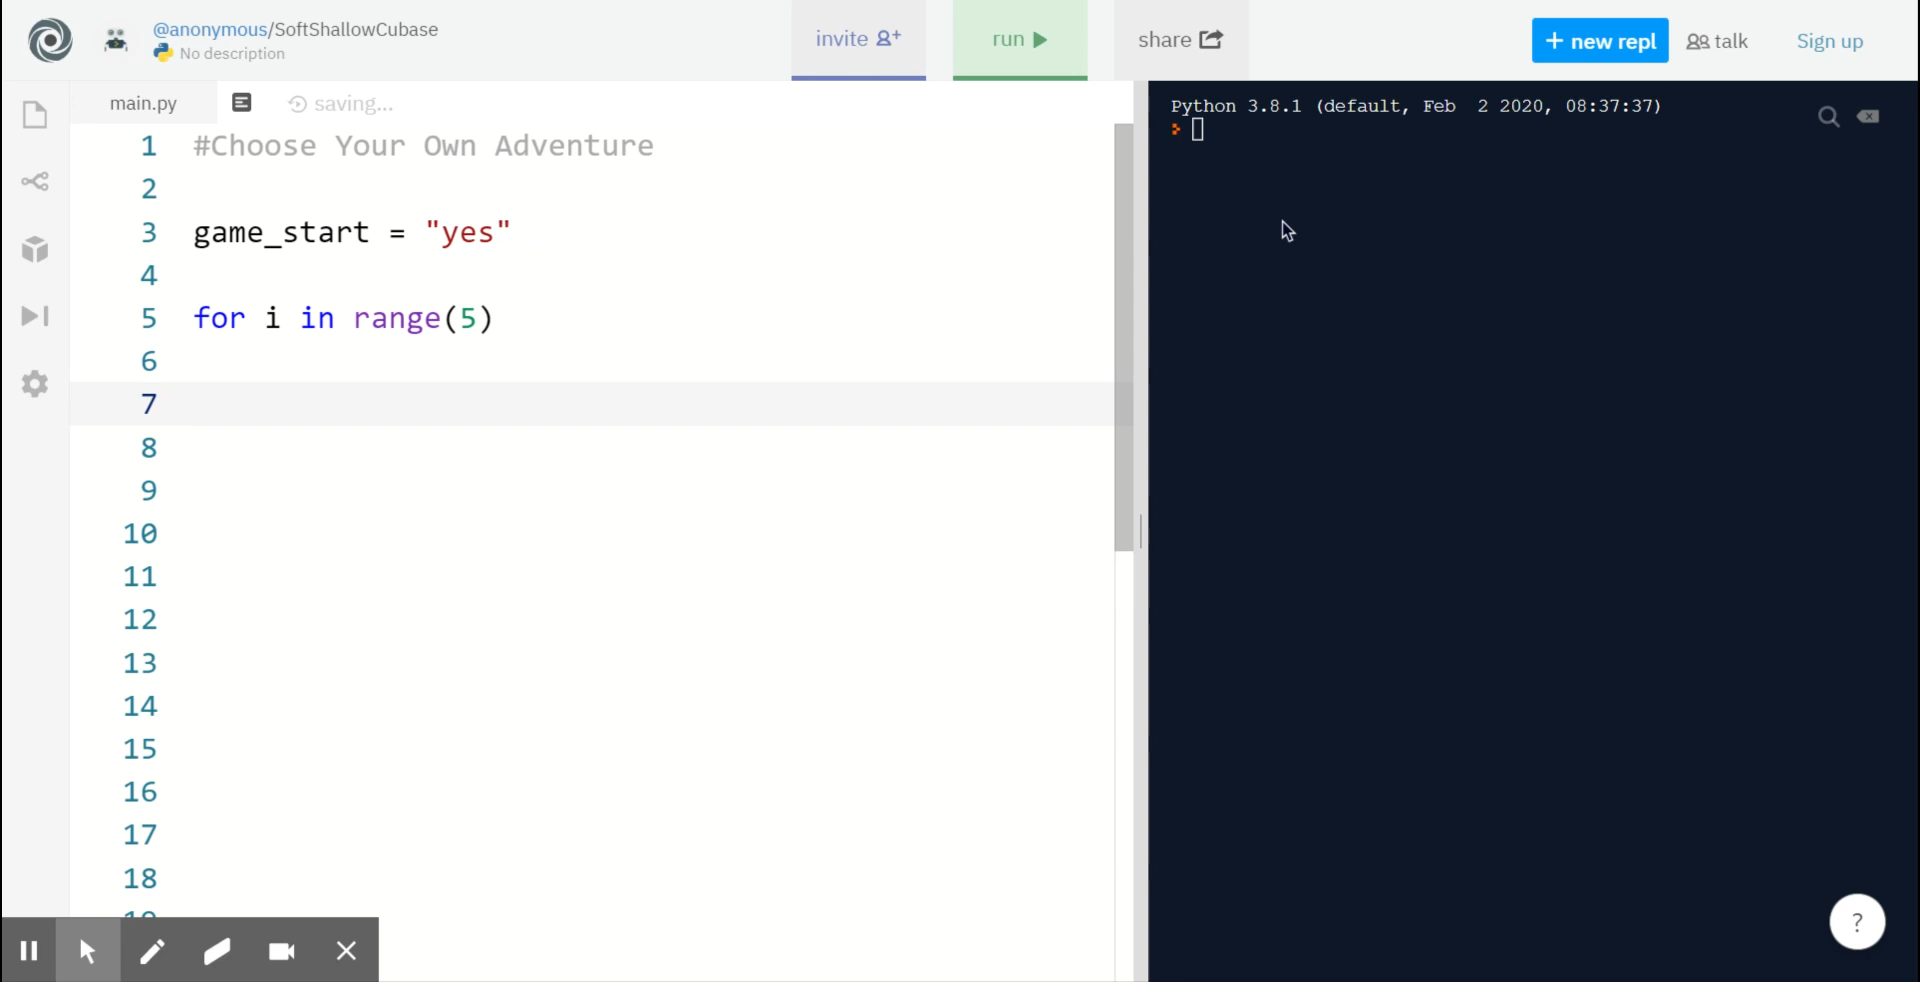 @anonymous/SoftShallowCubase
No description
invite
run
share
+ new repl
talk
Sign up
main.py
saving...
1 #Choose Your Own Adventure
2
3 game_start = "yes"
4
5 for i in range(5)
6
7
8
9
10
11
12
13
14
15
16
17
18
19
Python 3.8.1 (default, Feb  2 2020, 08:37:37)
>
?